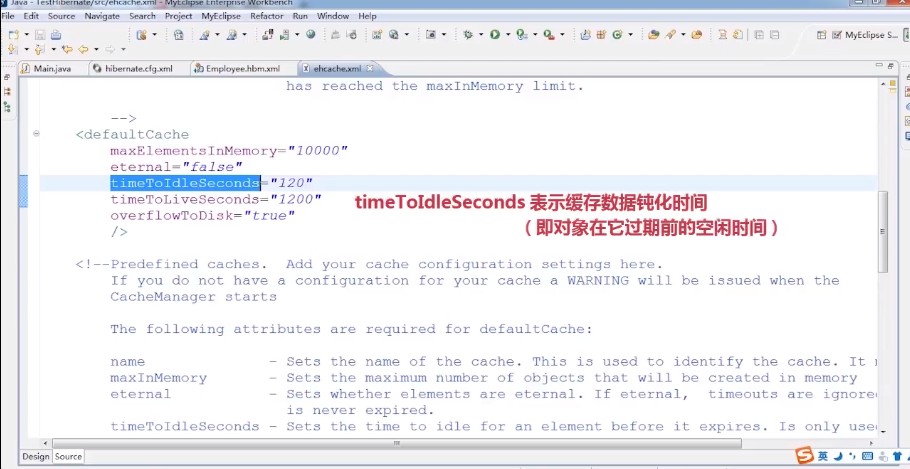 Java - TestHibernate/src/ehcache.xml - MyEclipse Enterprise Workbench
File Edit Source Navigate Search Project MyEclipse Refactor Run Window Help
MyEclipse S...
Main.java hibernate.cfg.xml Employee.hbm.xml ehcache.xml
has reached the maxInMemory limit.
-->
<defaultCache
maxElementsInMemory="10000"
eternal="false"
timeToIdleSeconds="120"
timeToLiveSeconds="1200"
overflowToDisk="true"
/>
timeToIdleSeconds 表示缓存数据钝化时间
（即对象在它过期前的空闲时间）
<!--Predefined caches. Add your cache configuration settings here.
If you do not have a configuration for your cache a WARNING will be issued when the
CacheManager starts
The following attributes are required for defaultCache:
name - Sets the name of the cache. This is used to identify the cache. It
maxInMemory - Sets the maximum number of objects that will be created in memory
eternal - Sets whether elements are eternal. If eternal, timeouts are ignored
is never expired.
timeToIdleSeconds - Sets the time to idle for an element before it expires. Is only used
Design Source
英